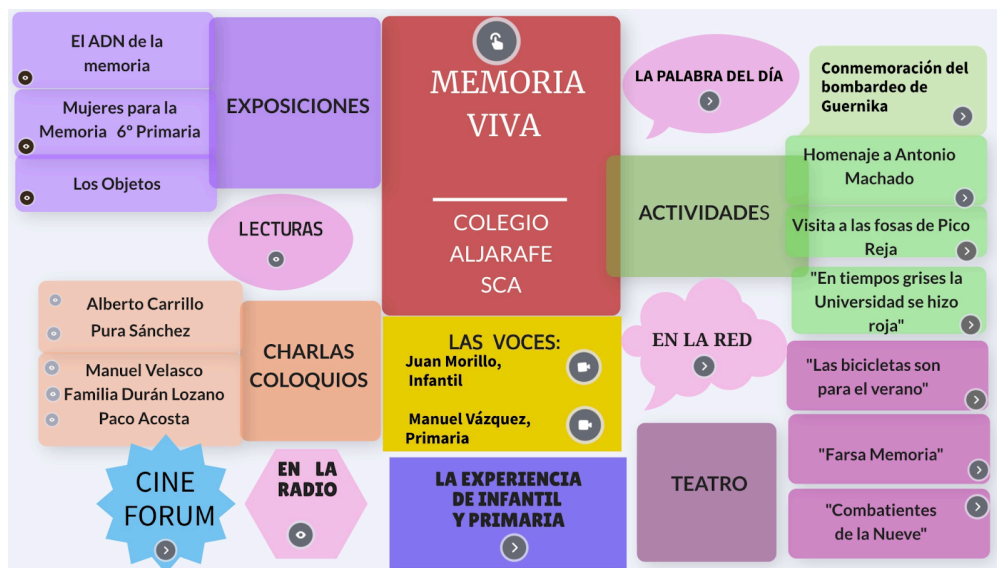 El ADN de la
memoria
Mujeres para la
Memoria 6º Primaria
Los Objetos
EXPOSICIONES
LECTURAS
MEMORIA
VIVA
COLEGIO
ALJARAFE
SCA
LA PALABRA DEL DÍA
ACTIVIDADES
Conmemoración del
bombardeo de
Guernika
Homenaje a Antonio
Machado
Visita a las fosas de Pico
Reja
"En tiempos grises la
Universidad se hizo
roja"
Alberto Carrillo
Pura Sánchez
Manuel Velasco
Familia Durán Lozano
Paco Acosta
CHARLAS
COLOQUIOS
LAS VOCES:
Juan Morillo,
Infantil
Manuel Vázquez,
Primaria
EN LA RED
CINE
FORUM
EN LA
RADIO
LA EXPERIENCIA
DE INFANTIL
Y PRIMARIA
TEATRO
"Las bicicletas son
para el verano"
"Farsa Memoria"
"Combatientes
de la Nueve"